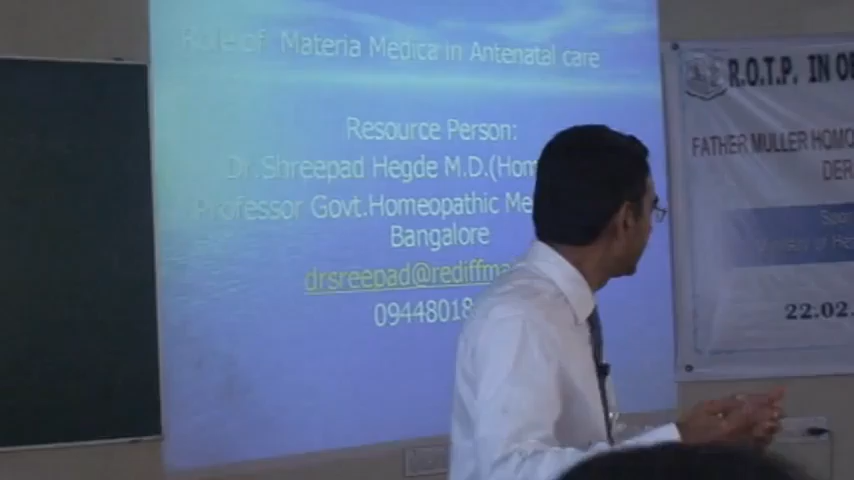 Role of Materia Medica in Antenatal care
Resource Person:
Dr.Shreepad Hegde M.D.(Hom
Professor Govt.Homeopathic Me
Bangalore
drsreepad@rediffma
09448018
R.O.T.P. IN O
FATHER MULLER HOMO
DER
22.02.